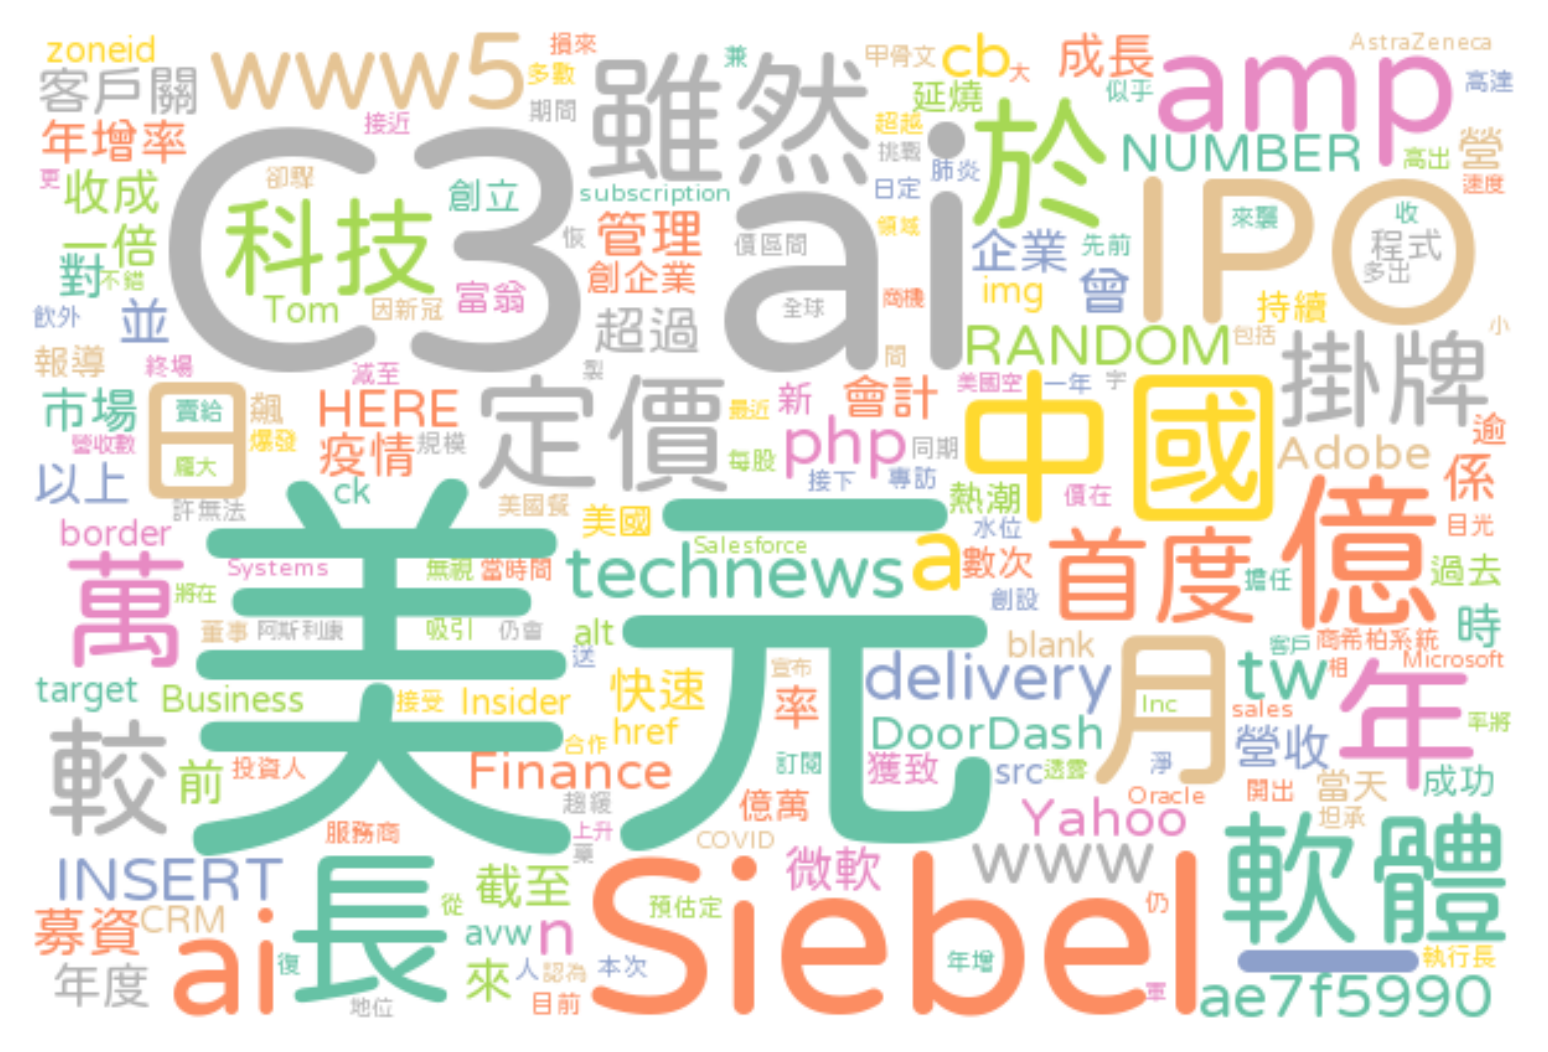 zoneid
www5
損來
多數
期間
雖然
兼
甲骨文
cb
大
成長
AstraZeneca
客戶關
延燒
似乎
amp
高達
年增率
接近
C3 ai
超越
挑戰
於
NUMBER
高出
營
速度
更
收成
卻驟
創立
subscription
日定
肺炎
IPO
科技
恢
管理
價區間
領域
企業
先前
來襲
收
程式
多出
一倍
對
不錯
Tom
因新冠
富翁
創企業
全球
商機
img
曾
持續
飲外
並
超過
間
RANDOM
包括
小
報導
終場
減至
製
掛牌
市場
日
賣給
飆
HERE
定價
最近
新
會計
美國空
一年
字
中國
營收數
爆發
疫情
規模
php
同期
Adobe
逾
以上
龐大
ck
每股
接下
專訪
熱潮
價在
係
許無法
美國餐
美國
水位
目光
border
美元
Salesforce
technews
a
數次
首度
億
萬
Systems
無視
當時間
擔任
過去
將在
創設
董事
阿斯利康
吸引
仍會
alt
blank
客戶
商希柏系統
時
送
宣布
delivery
月
tw
相
Microsoft
target
Business
接受
Insider
快速
率
Inc
sales
年
率將
較
合作
href
DoorDash
營收
前
投資人
Finance
訂閱
獲致
src
透露
淨
開出
當天
成功
趨緩
億萬
Oracle
服務商
上升
COVID
Yahoo
坦承
INSERT
長
藥
微軟
www
軟體
截至
募資
CRM
ai
從
Siebel
預估定
仍
avw
n
執行長
年度
復
來
人
認為
本次
年增
一
地位
目前
軍
ae7f5990